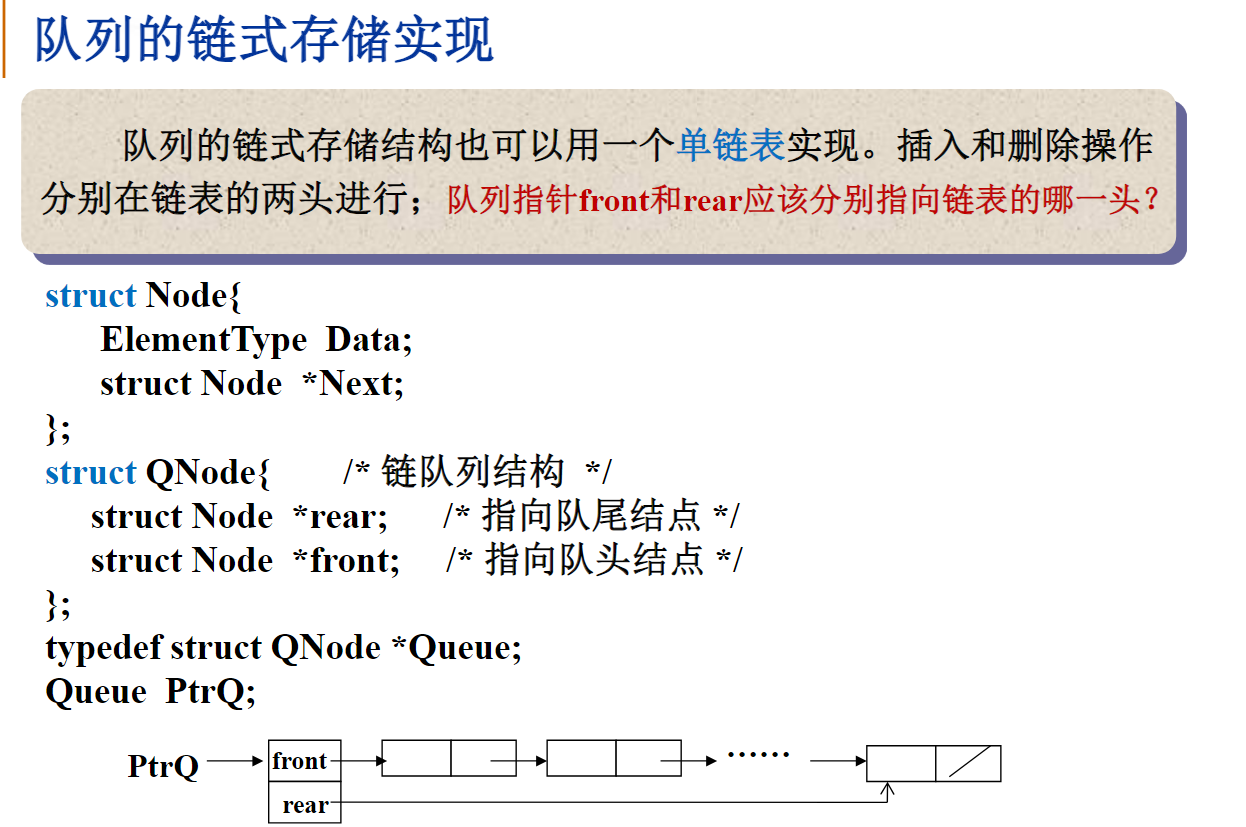 队列的链式存储实现
队列的链式存储结构也可以用一个单链表实现。插入和删除操作
分别在链表的两头进行；队列指针front和rear应该分别指向链表的哪一头？
struct Node{
ElementType Data;
struct Node *Next;
};
struct QNode{ /* 链队列结构 */
struct Node *rear; /* 指向队尾结点 */
struct Node *front; /* 指向队头结点 */
};
typedef struct QNode *Queue;
Queue PtrQ;
PtrQ front ……
rear